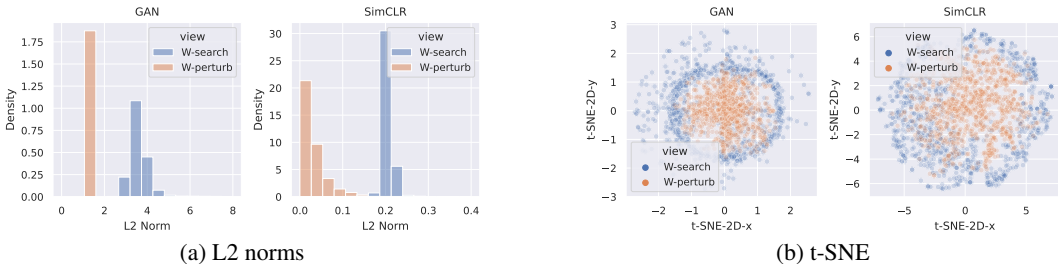 GAN
1.75
1.50
1.25
1.00
0.75
0.50
0.25
0.00
Density
view
W-search
W-perturb
0 2 4 6 8
L2 Norm
SimCLR
30
25
20
15
10
5
0
Density
view
W-search
W-perturb
0.0 0.1 0.2 0.3 0.4
L2 Norm
(a) L2 norms
GAN
3
2
1
0
−1
−2
−3
t-SNE-2D-y
view
W-search
W-perturb
−2 −1 0 1 2
t-SNE-2D-x
SimCLR
6
4
2
0
−2
−4
−6
t-SNE-2D-y
view
W-search
W-perturb
−5 0 5
t-SNE-2D-x
(b) t-SNE